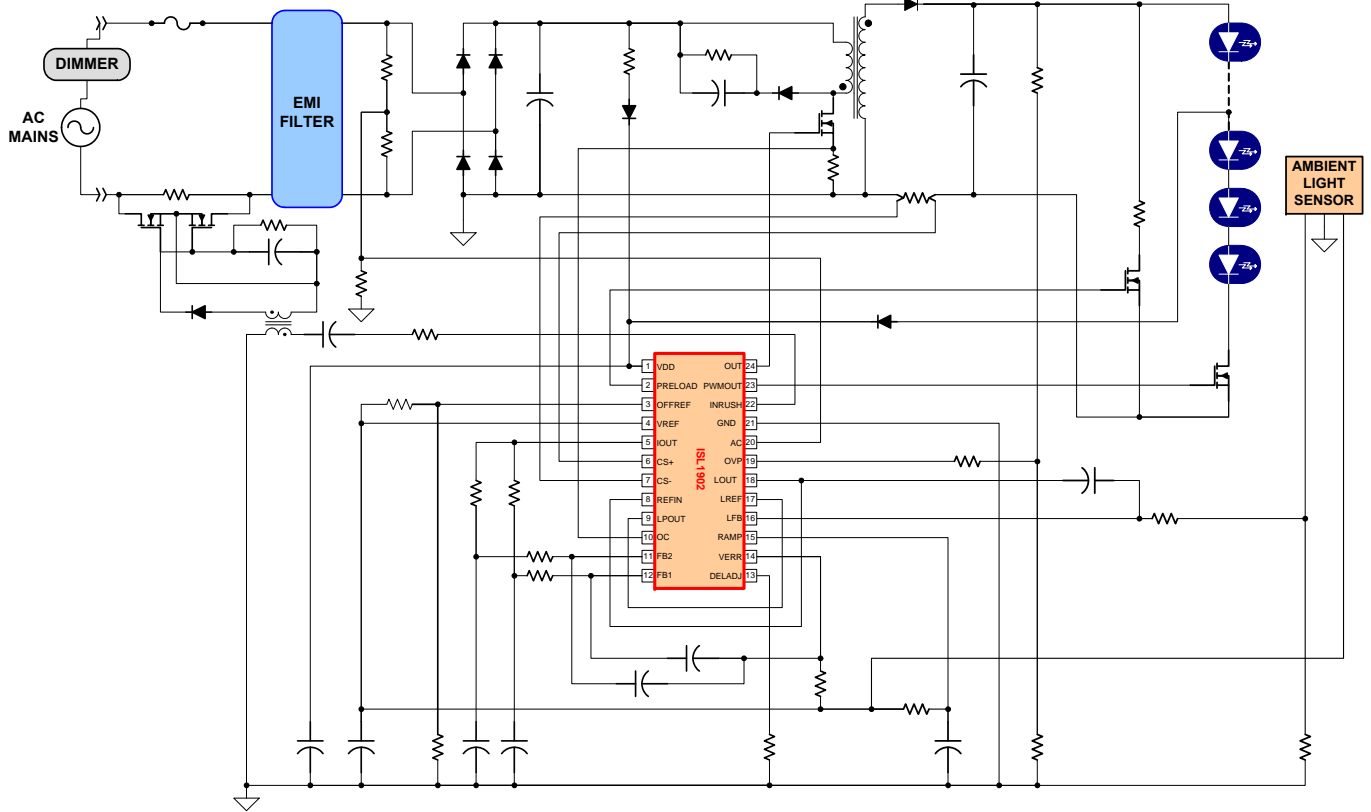 DIMMER
AC
MAINS
EMI
FILTER
AMBIENT
LIGHT
SENSOR
ISL1902
1 VDD
2 PRELOAD
3 OFFREF
4 VREF
5 IOUT
6 CS+
7 CS-
8 REFIN
9 LPOUT
10 OC
11 FB2
12 FB1
OUT 24
PWMOUT 23
INRUSH 22
GND 21
AC 20
OVP 19
LOUT 18
LREF 17
LFB 16
RAMP 15
VERR 14
DELADJ 13